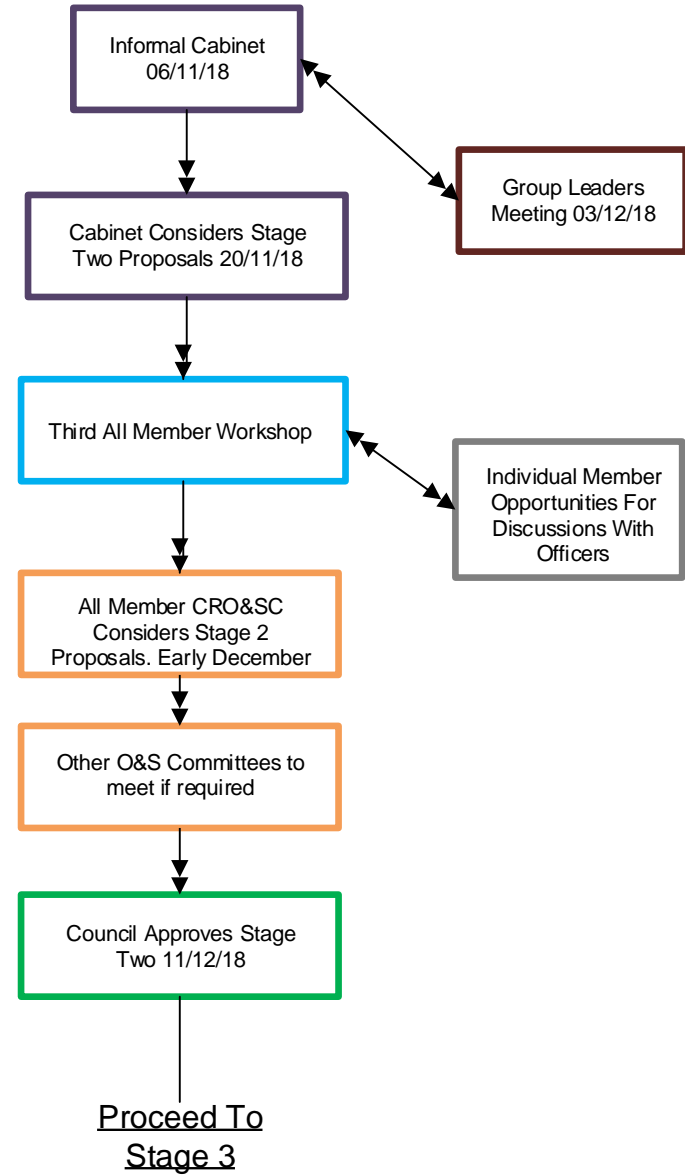 Informal Cabinet
06/11/18
Group Leaders
Meeting 03/12/18
Cabinet Considers Stage
Two Proposals 20/11/18
Third All Member Workshop
Individual Member
Opportunities For
Discussions With
Officers
All Member CRO&SC
Considers Stage 2
Proposals. Early December
Other O&S Committees to
meet if required
Council Approves Stage
Two 11/12/18
Proceed To
Stage 3